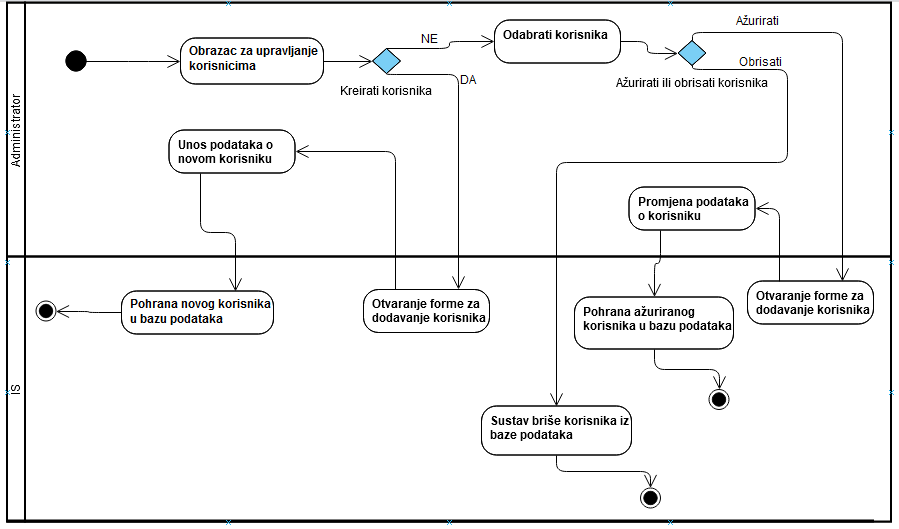 Administrator
Obrazac za upravljanje
korisnicima
NE
DA
Kreirati korisnika
Odabrati korisnika
Ažurirati
Obrisati
Ažurirati ili obrisati korisnika
Unos podataka o
novom korisniku
Promjena podataka
o korisniku
IS
Pohrana novog korisnika
u bazu podataka
Otvaranje forme za
dodavanje korisnika
Pohrana ažuriranog
korisnika u bazu podataka
Otvaranje forme za
dodavanje korisnika
Sustav briše korisnika iz
baze podataka